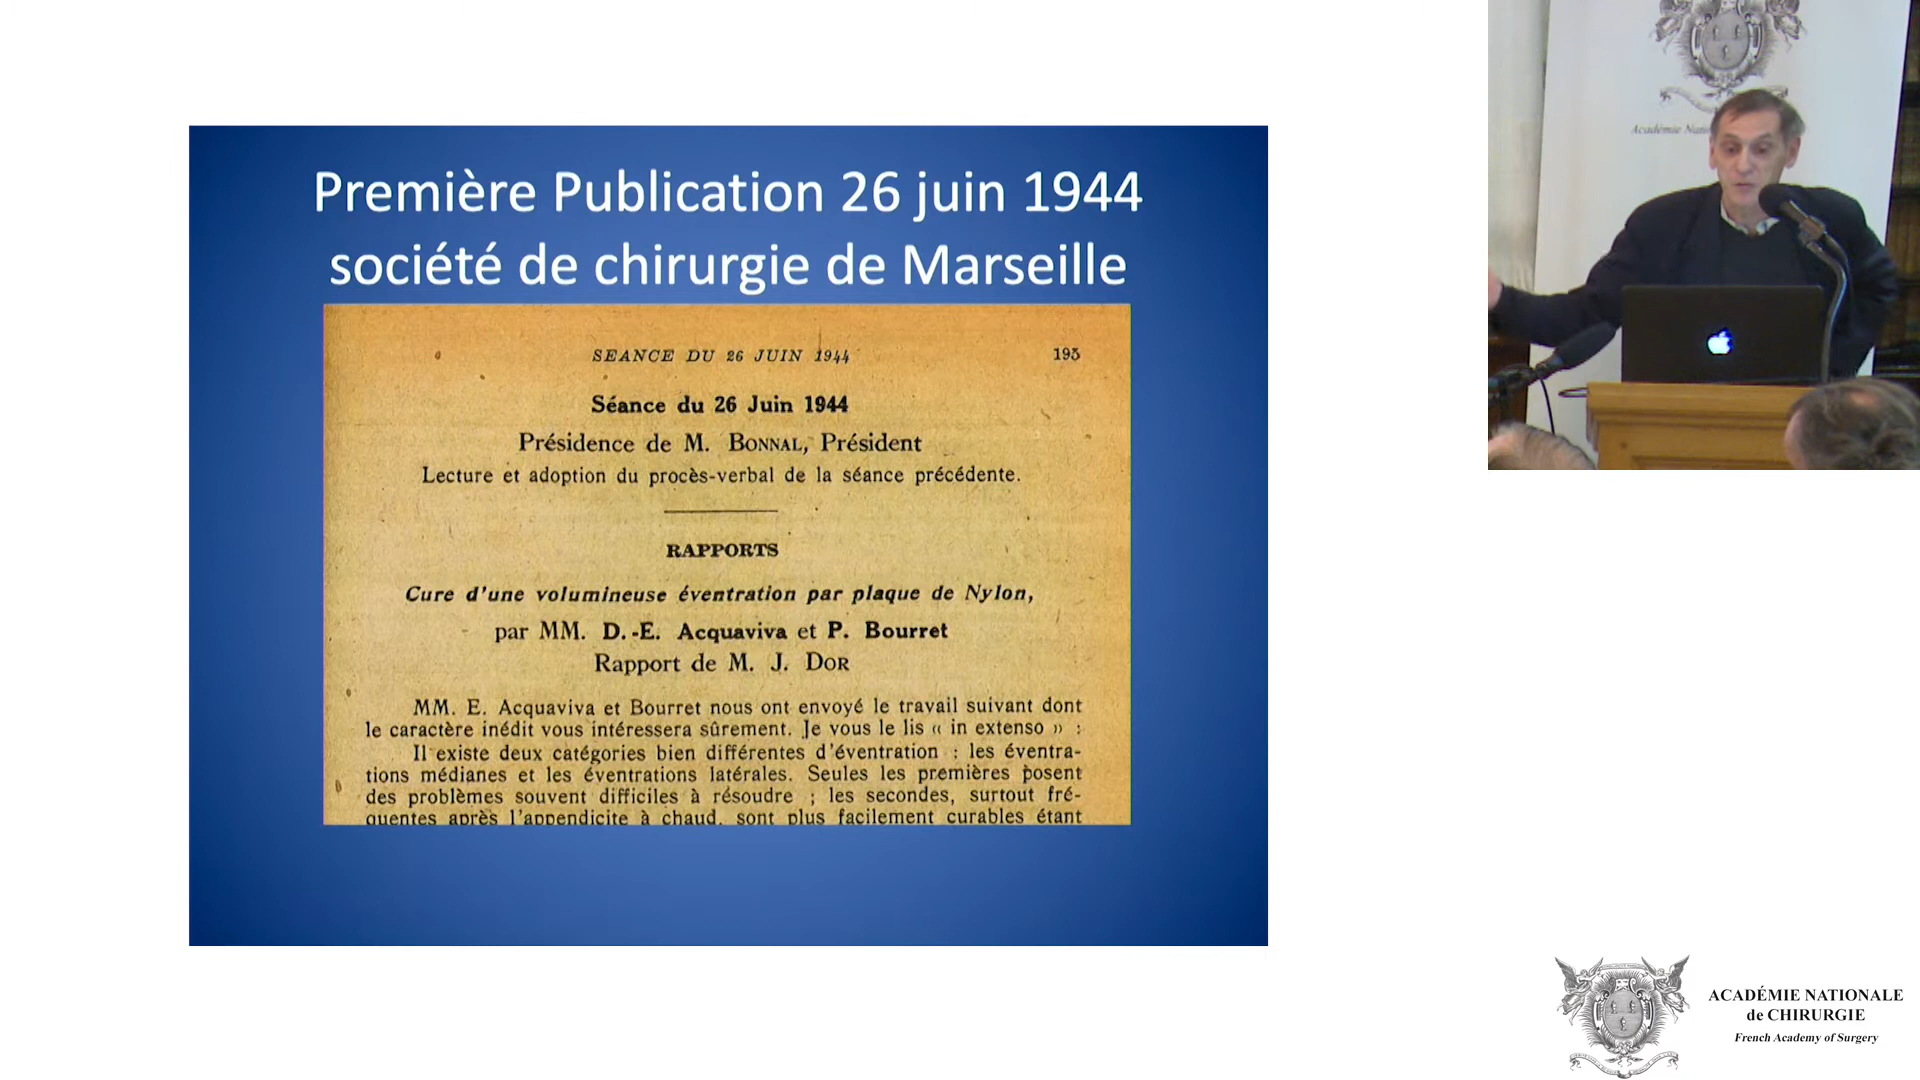 Première Publication 26 juin 1944
société de chirurgie de Marseille
SEANCE DU 26 JUIN 1944 193
Séance du 26 Juin 1944
Présidence de M. BONNAL, Président
Lecture et adoption du procès-verbal de la séance précédente.
RAPPORTS
Cure d'une volumineuse éventration par plaque de Nylon,
par MM. D.-E. Acquaviva et P. Bourret
Rapport de M. J. DOR
MM. E. Acquaviva et Bourret nous ont envoyé le travail suivant dont
le caractère inédit vous intéressera sûrement. Je vous le lis « in extenso » :
Il existe deux catégories bien différentes d'éventration : les éventra-
tions médianes et les éventrations latérales. Seules les premières posent
des problèmes souvent difficiles à résoudre ; les secondes, surtout fré-
quentes après l'appendicite à chaud, sont plus facilement curables étant
Académie
ACADÉMIE NATIONALE
de CHIRURGIE
French Academy of Surgery